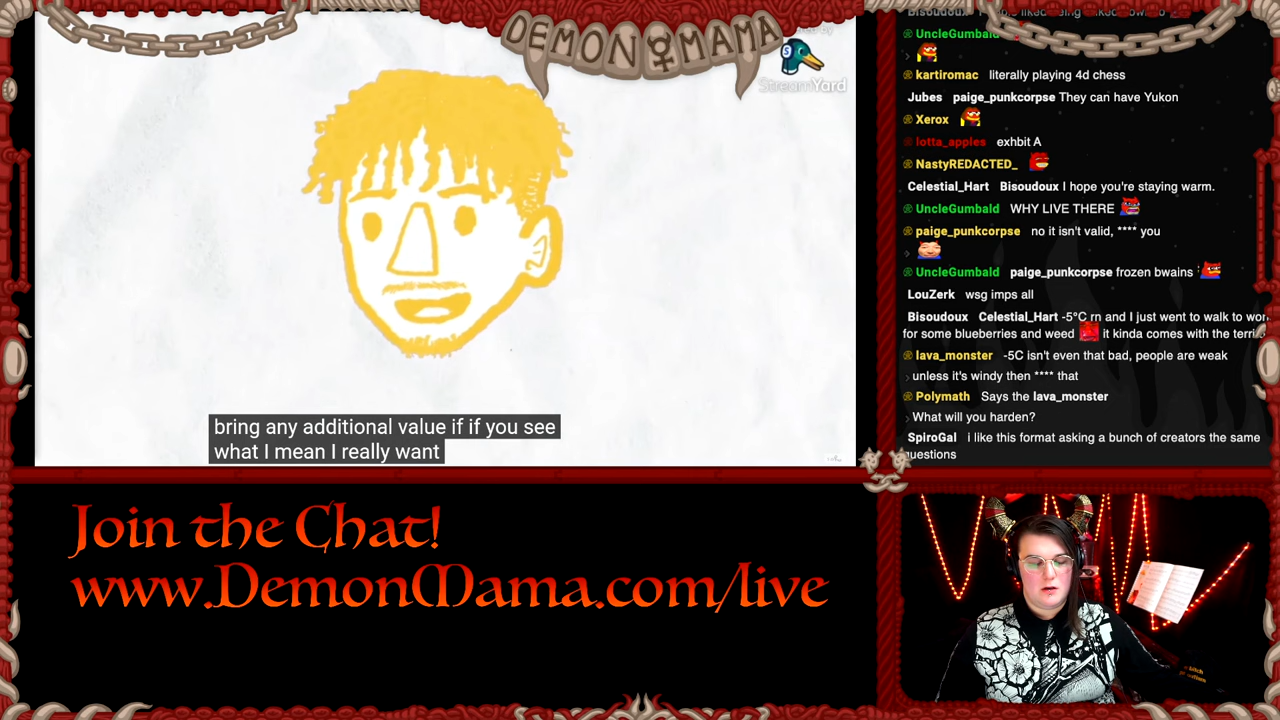 DEMON MAMA
StreamYard
bring any additional value if if you see
what I mean I really want
Join the Chat!
www.DemonMama.com/live
UncleGumbald
kartiromac literally playing 4d chess
Jubes paige_punkcorpse They can have Yukon
Xerox
lotta_apples exhbit A
NastyREDACTED_
Celestial_Hart Bisoudoux I hope you're staying warm.
UncleGumbald WHY LIVE THERE
paige_punkcorpse no it isn't valid, **** you
UncleGumbald paige_punkcorpse frozen bwains
LouZerk wsg imps all
Bisoudoux Celestial_Hart -5°C rn and I just went to walk to wor
for some blueberries and weed it kinda comes with the terri
lava_monster -5C isn't even that bad, people are weak
unless it's windy then **** that
Polymath Says the lava_monster
What will you harden?
SpiroGal i like this format asking a bunch of creators the same
questions